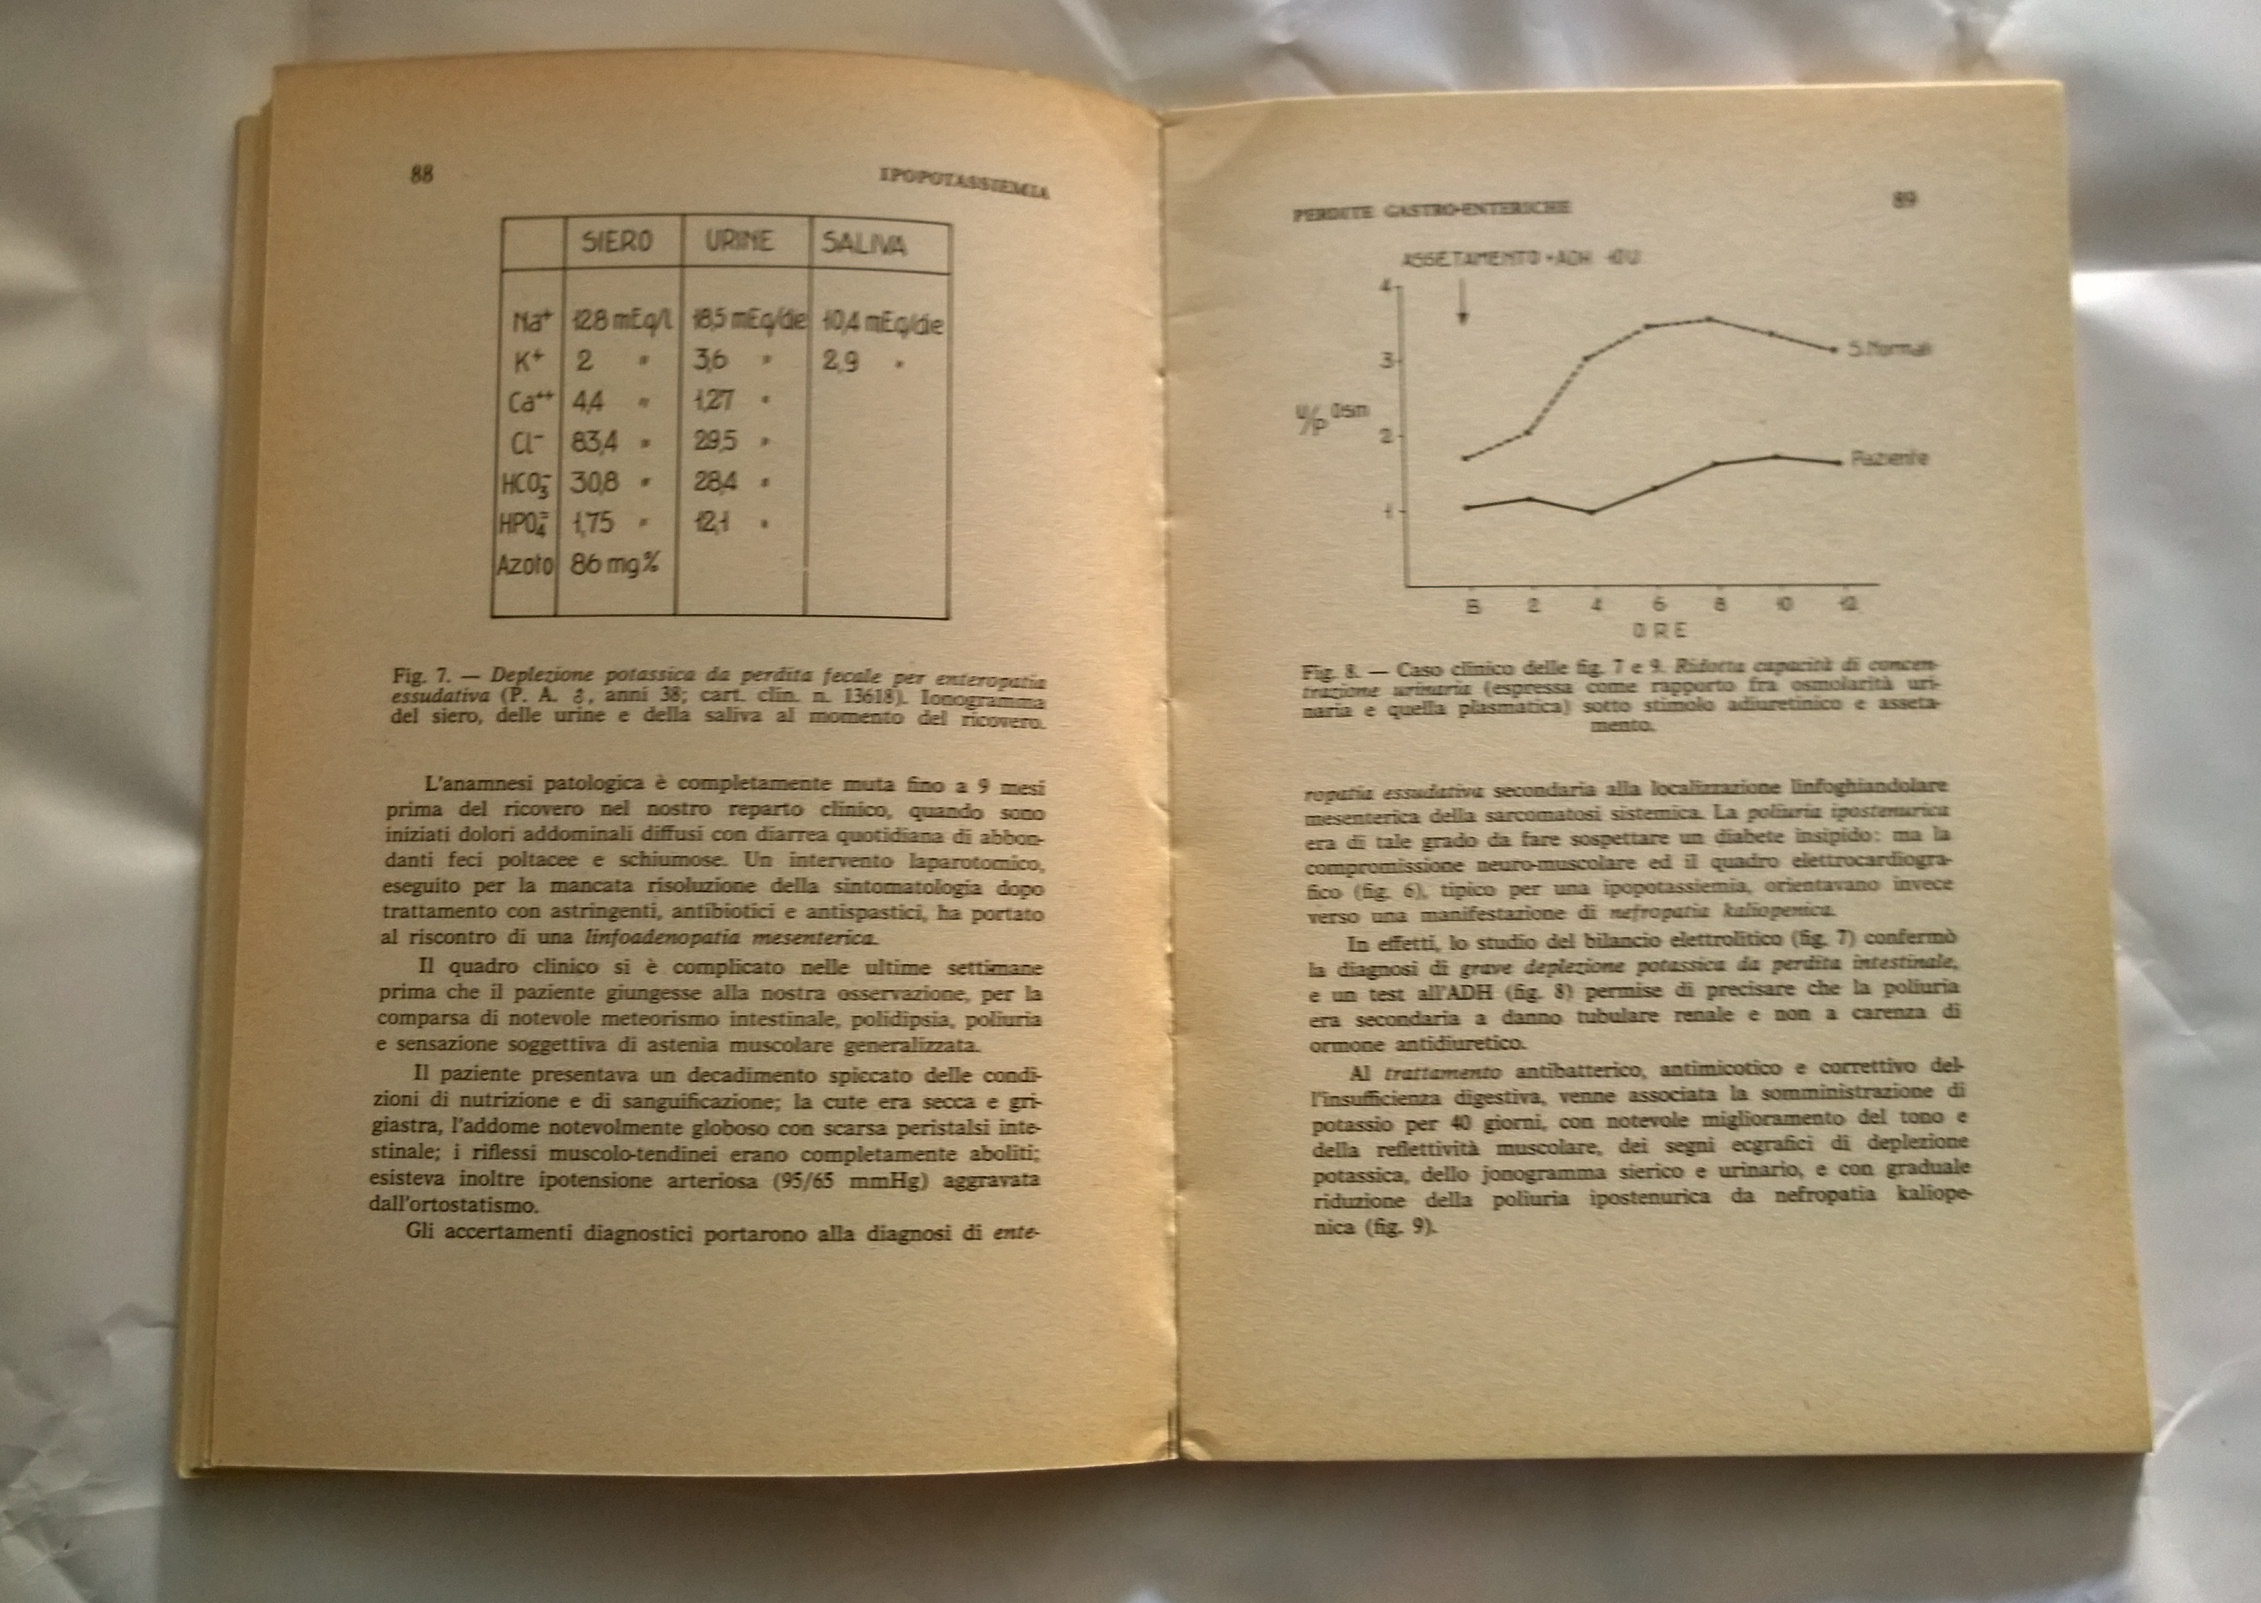 88
IPOPOTASSIEMIA
SIERO URINE SALIVA
Na⁺ 128 mEq/l 18,5 mEq/die 10,4 mEq/die
K⁺ 2 " 3,6 " 2,9 "
Ca⁺⁺ 4,4 " 1,27 "
Cl⁻ 83,4 " 29,5 "
HCO₃⁻ 30,8 " 28,4 "
HPO₄⁼ 1,75 " 12,1 "
Azoto 86 mg%
Fig. 7. — Deplezione potassica da perdita fecale per enteropatia
essudativa (P. A. ♂, anni 38; cart. clin. n. 13618). Ionogramma
del siero, delle urine e della saliva al momento del ricovero.
L'anamnesi patologica è completamente muta fino a 9 mesi
prima del ricovero nel nostro reparto clinico, quando sono
iniziati dolori addominali diffusi con diarrea quotidiana di abbon-
danti feci poltacee e schiumose. Un intervento laparotomico,
eseguito per la mancata risoluzione della sintomatologia dopo
trattamento con astringenti, antibiotici e antispastici, ha portato
al riscontro di una linfoadenopatia mesenterica.
Il quadro clinico si è complicato nelle ultime settimane
prima che il paziente giungesse alla nostra osservazione, per la
comparsa di notevole meteorismo intestinale, polidipsia, poliuria
e sensazione soggettiva di astenia muscolare generalizzata.
Il paziente presentava un decadimento spiccato delle condi-
zioni di nutrizione e di sanguificazione; la cute era secca e gri-
giastra, l'addome notevolmente globoso con scarsa peristalsi inte-
stinale; i riflessi muscolo-tendinei erano completamente aboliti;
esisteva inoltre ipotensione arteriosa (95/65 mmHg) aggravata
dall'ortostatismo.
Gli accertamenti diagnostici portarono alla diagnosi di ente-
PERDITE GASTRO-ENTERICHE
89
ASSETAMENTO + ADH 10U
4
3
2
1
U/P Osm
S.Normali
Paziente
B 2 4 6 8 10 12
ORE
Fig. 8. — Caso clinico delle fig. 7 e 9. Ridotta capacità di concen-
trazione urinaria (espressa come rapporto fra osmolarità uri-
naria e quella plasmatica) sotto stimolo adiuretinico e asseta-
mento.
ropatia essudativa secondaria alla localizzazione linfoghiandolare
mesenterica della sarcomatosi sistemica. La poliuria ipostenurica
era di tale grado da fare sospettare un diabete insipido: ma la
compromissione neuro-muscolare ed il quadro elettrocardiogra-
fico (fig. 6), tipico per una ipopotassiemia, orientavano invece
verso una manifestazione di nefropatia kaliopenica.
In effetti, lo studio del bilancio elettrolitico (fig. 7) confermò
la diagnosi di grave deplezione potassica da perdita intestinale,
e un test all'ADH (fig. 8) permise di precisare che la poliuria
era secondaria a danno tubulare renale e non a carenza di
ormone antidiuretico.
Al trattamento antibatterico, antimicotico e correttivo del-
l'insufficienza digestiva, venne associata la somministrazione di
potassio per 40 giorni, con notevole miglioramento del tono e
della reflettività muscolare, dei segni ecgrafici di deplezione
potassica, dello jonogramma sierico e urinario, e con graduale
riduzione della poliuria ipostenurica da nefropatia kaliope-
nica (fig. 9).